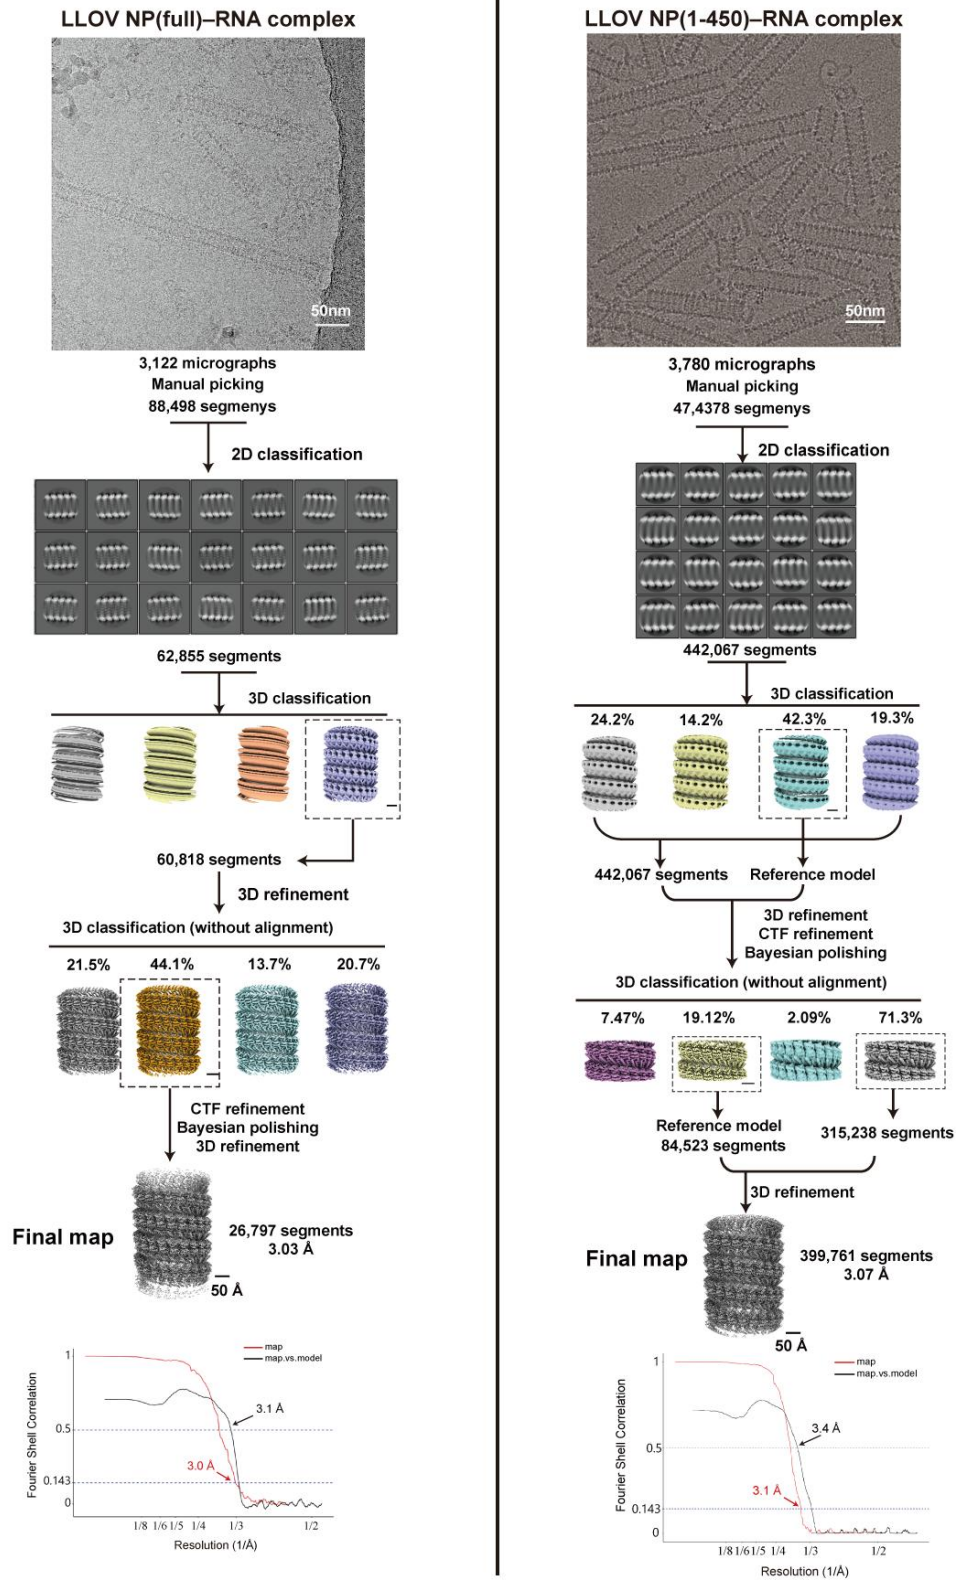 LLOV NP(full)–RNA complex
50nm
3,122 micrographs
Manual picking
88,498 segmenys
2D classification
62,855 segments
3D classification
60,818 segments
3D refinement
3D classification (without alignment)
21.5% 44.1% 13.7% 20.7%
CTF refinement
Bayesian polishing
3D refinement
Final map
26,797 segments
3.03 Å
50 Å
map
map.vs.model
1
0.5
0.143
0
Fourier Shell Correlation
3.1 Å
3.0 Å
1/8 1/6 1/5 1/4 1/3 1/2
Resolution (1/Å)
LLOV NP(1-450)–RNA complex
50nm
3,780 micrographs
Manual picking
47,4378 segmenys
2D classification
442,067 segments
3D classification
24.2% 14.2% 42.3% 19.3%
442,067 segments Reference model
3D refinement
CTF refinement
Bayesian polishing
3D classification (without alignment)
7.47% 19.12% 2.09% 71.3%
Reference model
84,523 segments
315,238 segments
3D refinement
Final map
399,761 segments
3.07 Å
50 Å
map
map.vs.model
1
0.5
0.143
0
Fourier Shell Correlation
3.4 Å
3.1 Å
1/8 1/6 1/5 1/4 1/3 1/2
Resolution (1/Å)